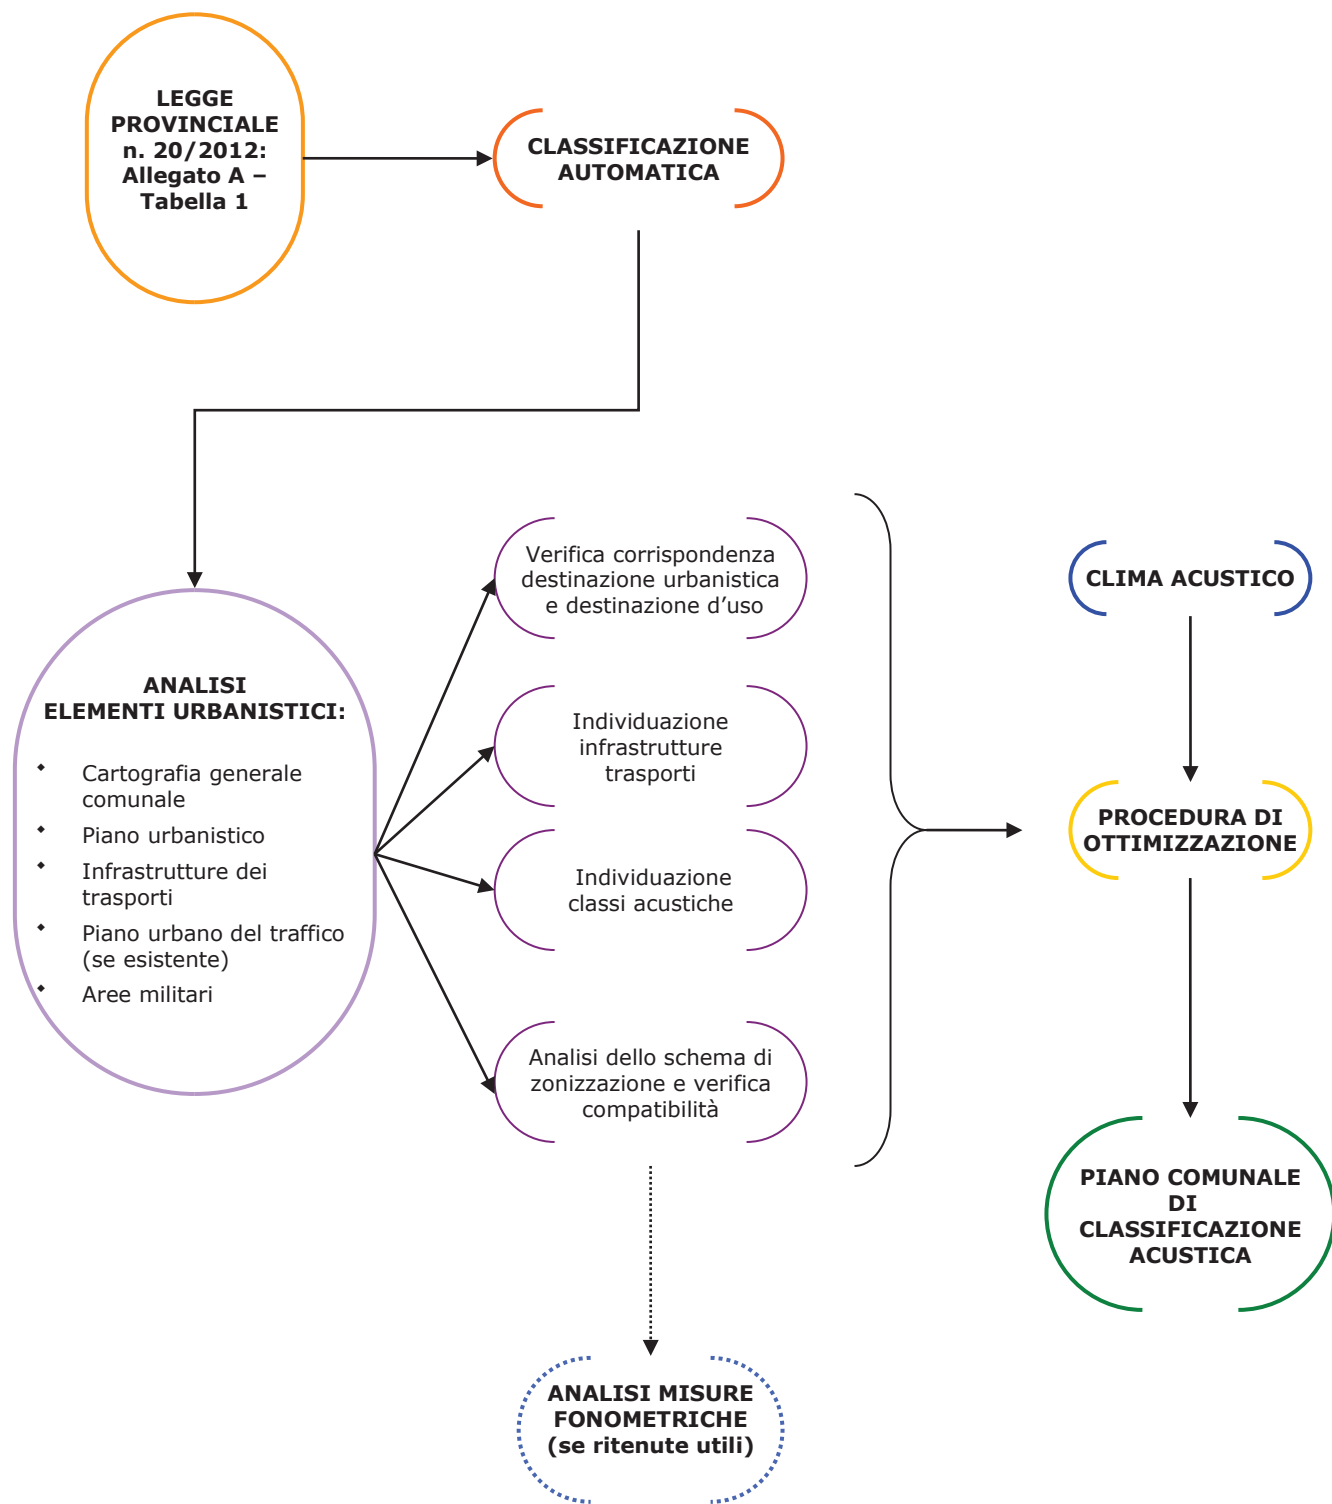 LEGGE
PROVINCIALE
n. 20/2012:
Allegato A –
Tabella 1
CLASSIFICAZIONE
AUTOMATICA
ANALISI
ELEMENTI URBANISTICI:
Cartografia generale
comunale
Piano urbanistico
Infrastrutture dei
trasporti
Piano urbano del traffico
(se esistente)
Aree militari
Verifica corrispondenza
destinazione urbanistica
e destinazione d’uso
Individuazione
infrastrutture
trasporti
Individuazione
classi acustiche
Analisi dello schema di
zonizzazione e verifica
compatibilità
ANALISI MISURE
FONOMETRICHE
(se ritenute utili)
CLIMA ACUSTICO
PROCEDURA DI
OTTIMIZZAZIONE
PIANO COMUNALE
DI
CLASSIFICAZIONE
ACUSTICA